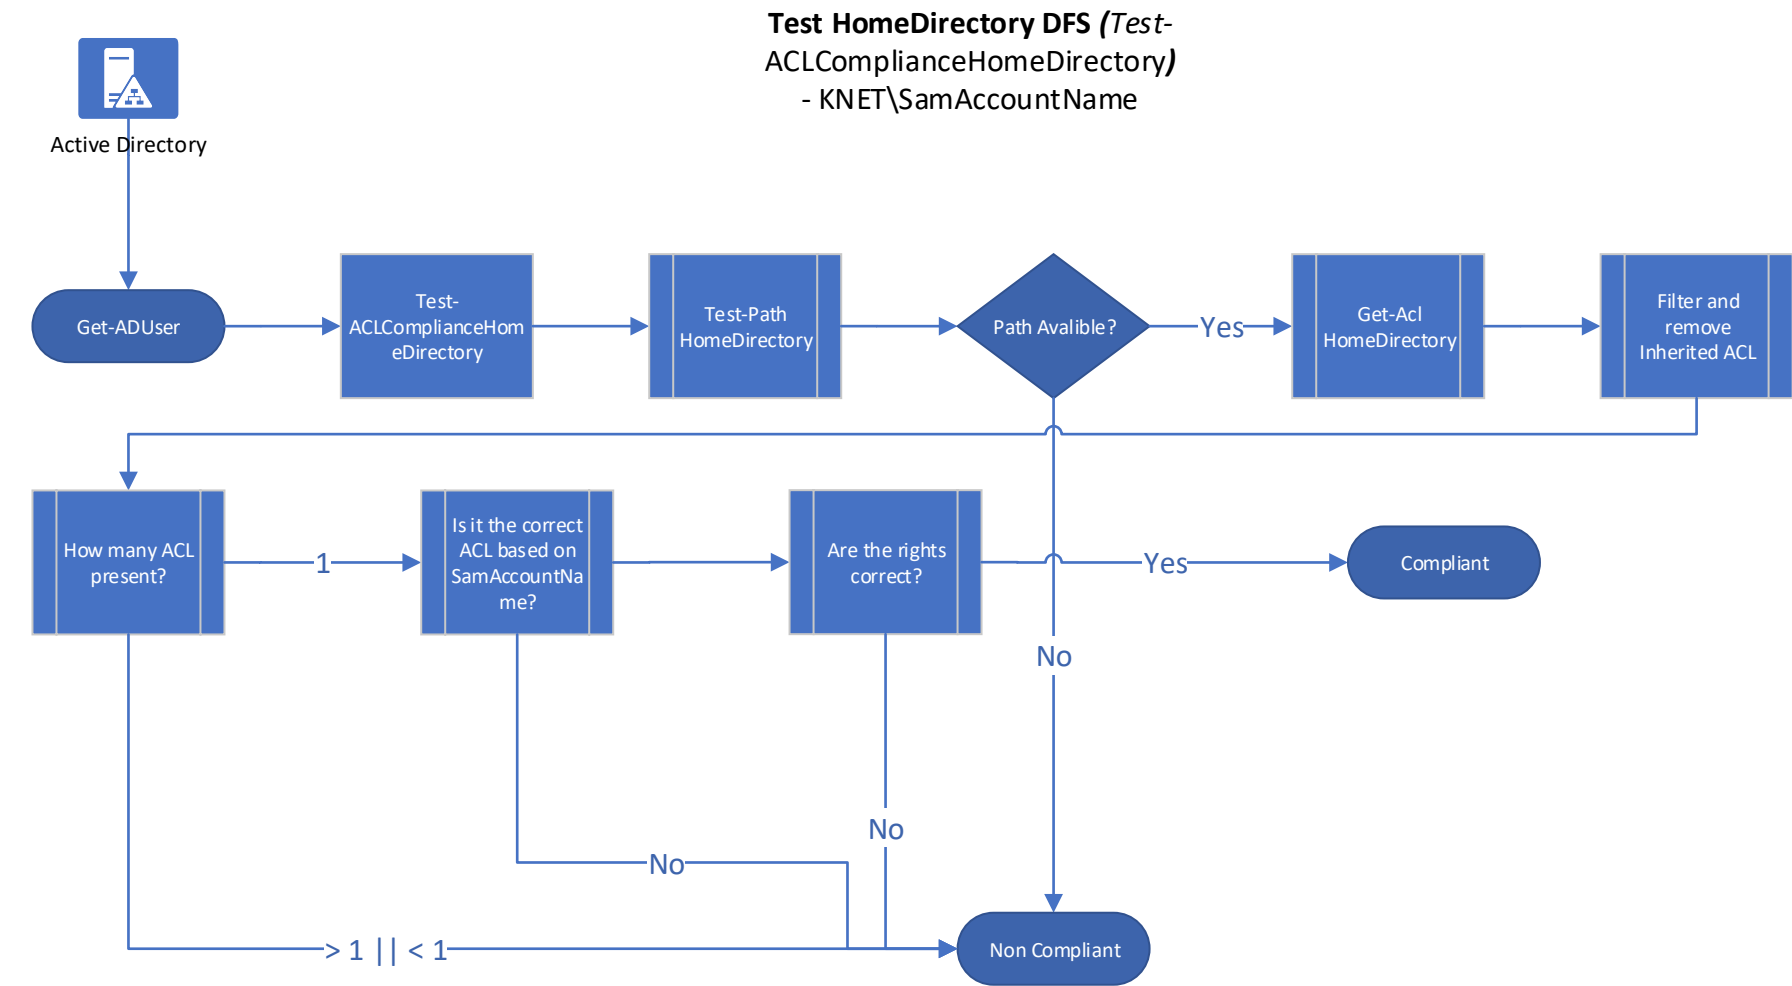 Test HomeDirectory DFS (Test-
ACLComplianceHomeDirectory)
- KNET\SamAccountName
Active Directory
Get-ADUser
Test-
ACLComplianceHom
eDirectory
Test-Path
HomeDirectory
Path Avalible?
Yes
Get-Acl
HomeDirectory
Filter and
remove
Inherited ACL
How many ACL
present?
1
Is it the correct
ACL based on
SamAccountNa
me?
Are the rights
correct?
Yes
Compliant
No
No
No
> 1 || < 1
Non Compliant